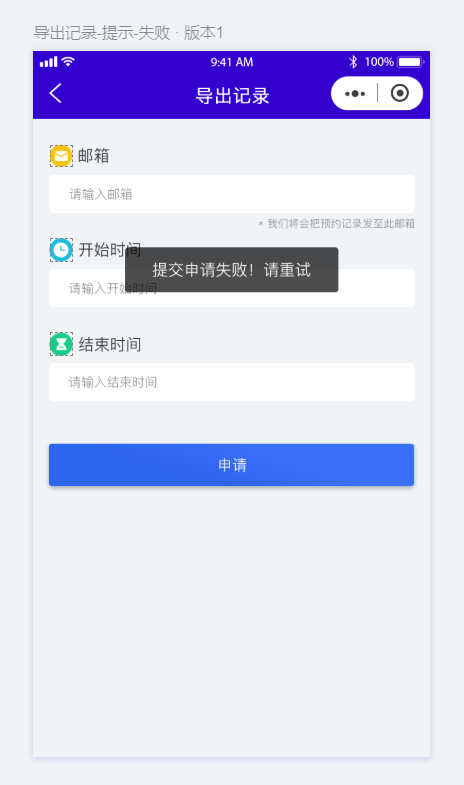 导出记录-提示-失败 · 版本1
9:41 AM
100%
导出记录
邮箱
请输入邮箱
* 我们将会把预约记录发至此邮箱
开始时间
提交申请失败！请重试
请输入开始时间
结束时间
请输入结束时间
申请